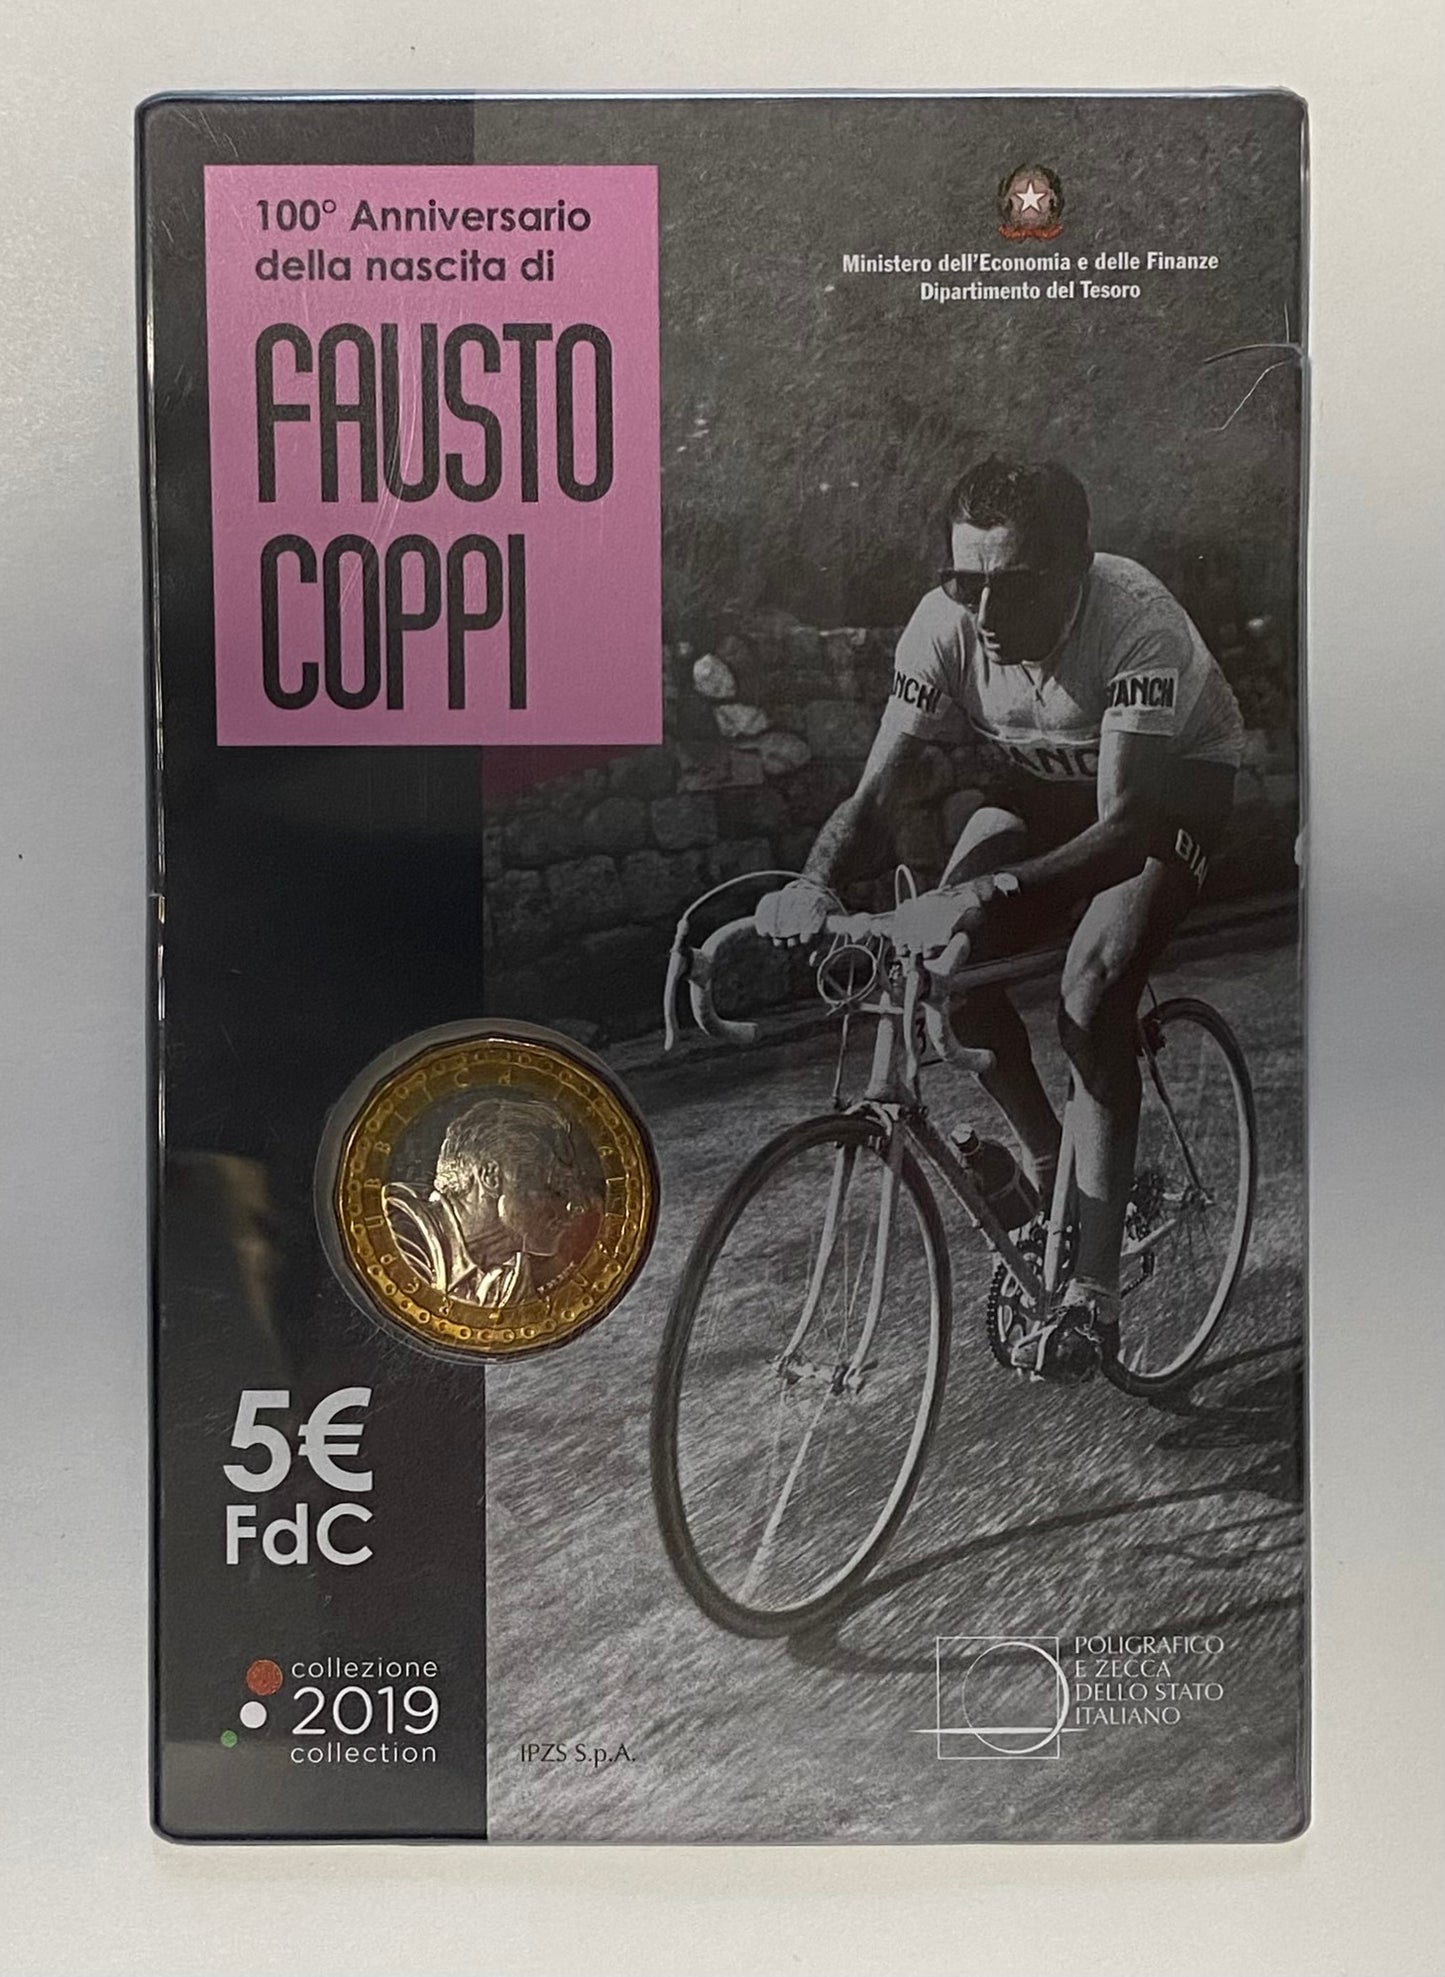 100° Anniversario
della nascita di
FAUSTO
COPPI
Ministero dell'Economia e delle Finanze
Dipartimento del Tesoro
BIANCHI
5€
FdC
collezione
2019
collection
IPZS S.p.A.
POLIGRAFICO
E ZECCA
DELLO STATO
ITALIANO